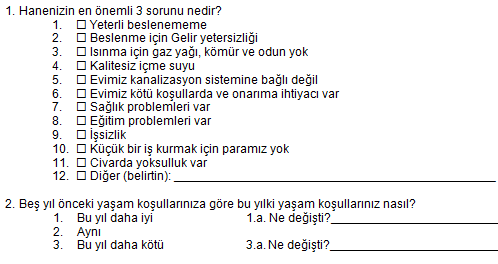 1. Hanenizin en önemli 3 sorunu nedir?
1. ☐ Yeterli beslenememe
2. ☐ Beslenme için Gelir yetersizliği
3. ☐ Isınma için gaz yağı, kömür ve odun yok
4. ☐ Kalitesiz içme suyu
5. ☐ Evimiz kanalizasyon sistemine bağlı değil
6. ☐ Evimiz kötü koşullarda ve onarıma ihtiyacı var
7. ☐ Sağlık problemleri var
8. ☐ Eğitim problemleri var
9. ☐ İşsizlik
10. ☐ Küçük bir iş kurmak için paramız yok
11. ☐ Civarda yoksulluk var
12. ☐ Diğer (belirtin): ____________________
2. Beş yıl önceki yaşam koşullarınıza göre bu yılki yaşam koşullarınız nasıl?
1. Bu yıl daha iyi 1.a. Ne değişti?____________________
2. Aynı
3. Bu yıl daha kötü 3.a. Ne değişti?____________________